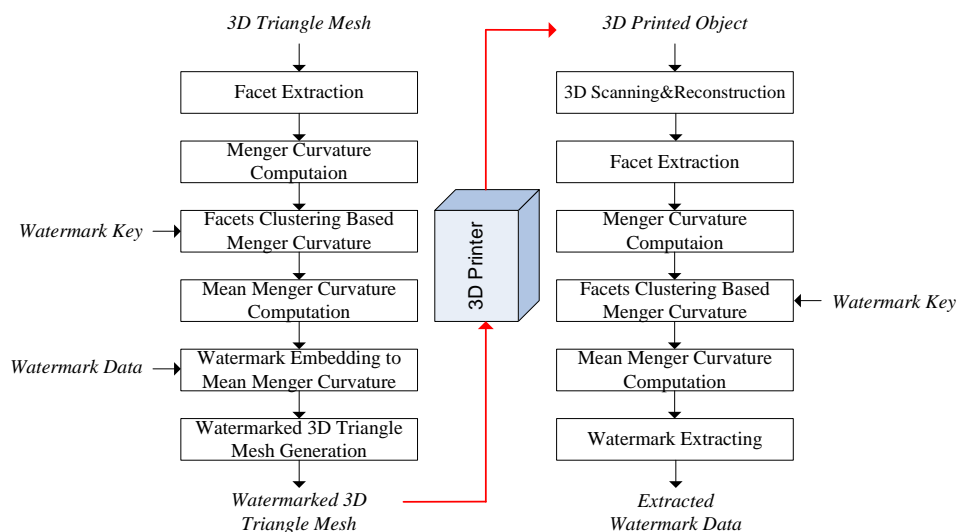 3D Triangle Mesh
Facet Extraction
Menger Curvature
Computaion
Watermark Key
Facets Clustering Based
Menger Curvature
Mean Menger Curvature
Computation
Watermark Data
Watermark Embedding to
Mean Menger Curvature
Watermarked 3D Triangle
Mesh Generation
Watermarked 3D
Triangle Mesh
3D Printer
3D Printed Object
3D Scanning&Reconstruction
Facet Extraction
Menger Curvature
Computaion
Facets Clustering Based
Menger Curvature
Watermark Key
Mean Menger Curvature
Computation
Watermark Extracting
Extracted
Watermark Data